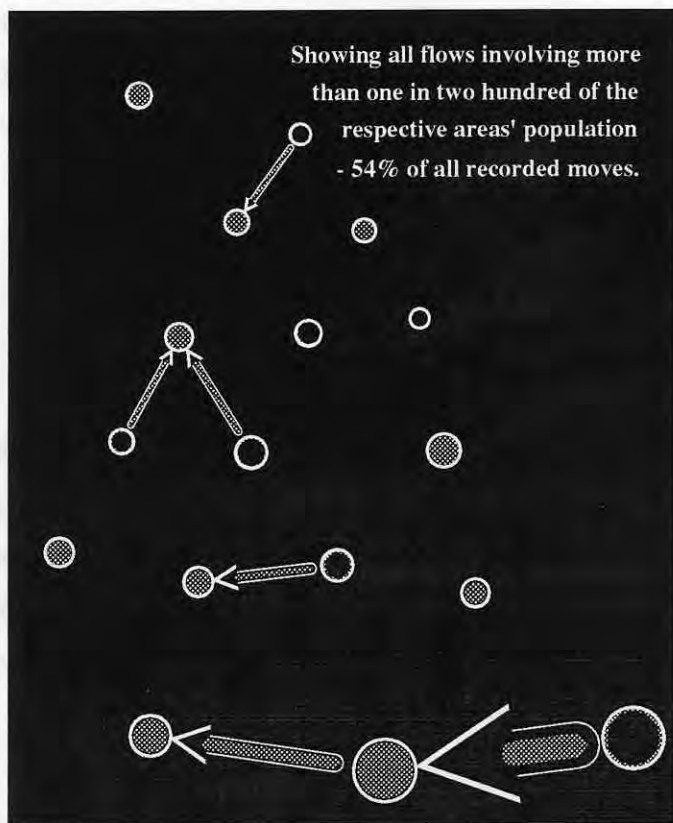 Showing all flows involving more
than one in two hundred of the
respective areas' population
- 54% of all recorded moves.